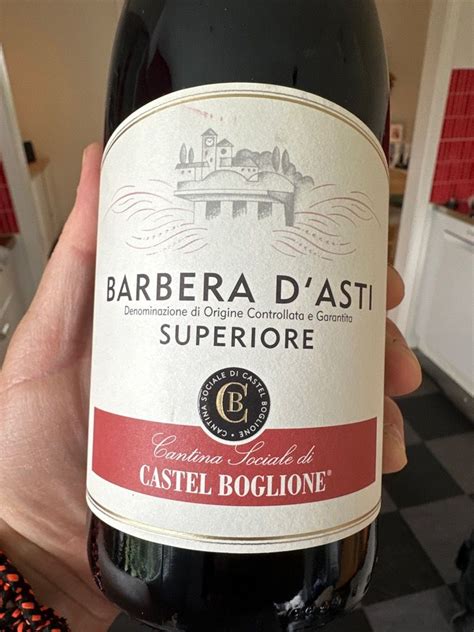 BARBERA D'ASTI
Denominazione di Origine Controllata e Garantita
SUPERIORE
CANTINA SOCIALE DI CASTEL BOGLIONE •
CB
Cantina Sociale di
CASTEL BOGLIONE®